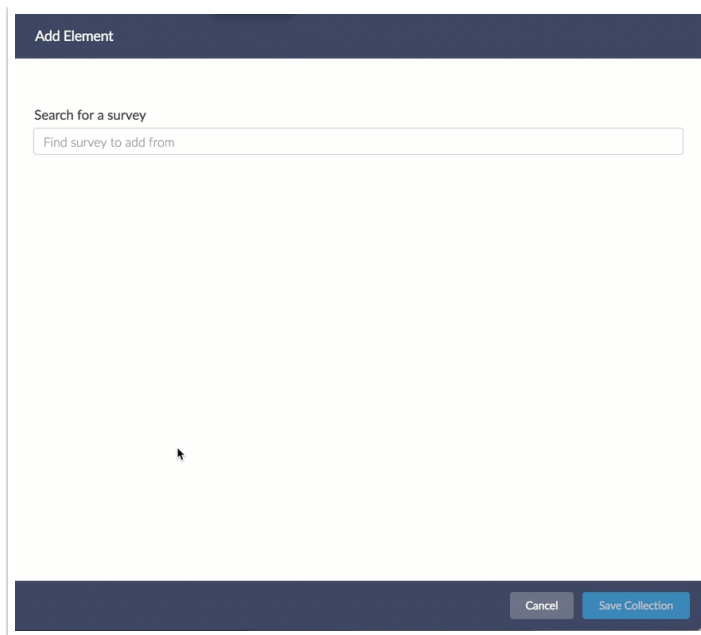 Add Element
Search for a survey
Find survey to add from
Cancel Save Collection